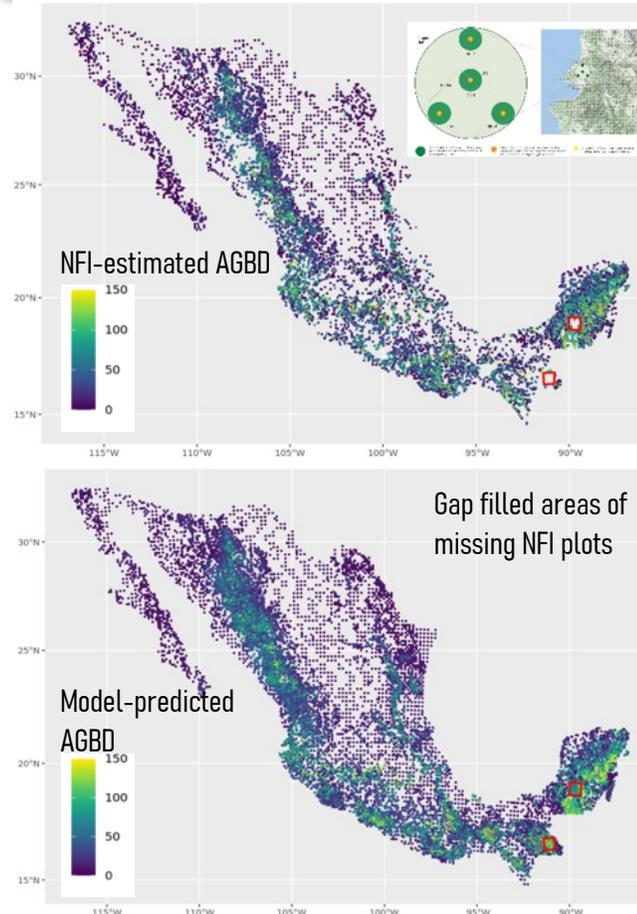 30°N
25°N
NFI-estimated AGBD
20°N
150
100
50
0
15°N
115°W 110°W 105°W 100°W 95°W 90°W
Gap filled areas of
missing NFI plots
30°N
25°N
Model-predicted
AGBD
20°N
150
100
50
0
15°N
115°W 110°W 105°W 100°W 95°W 90°W